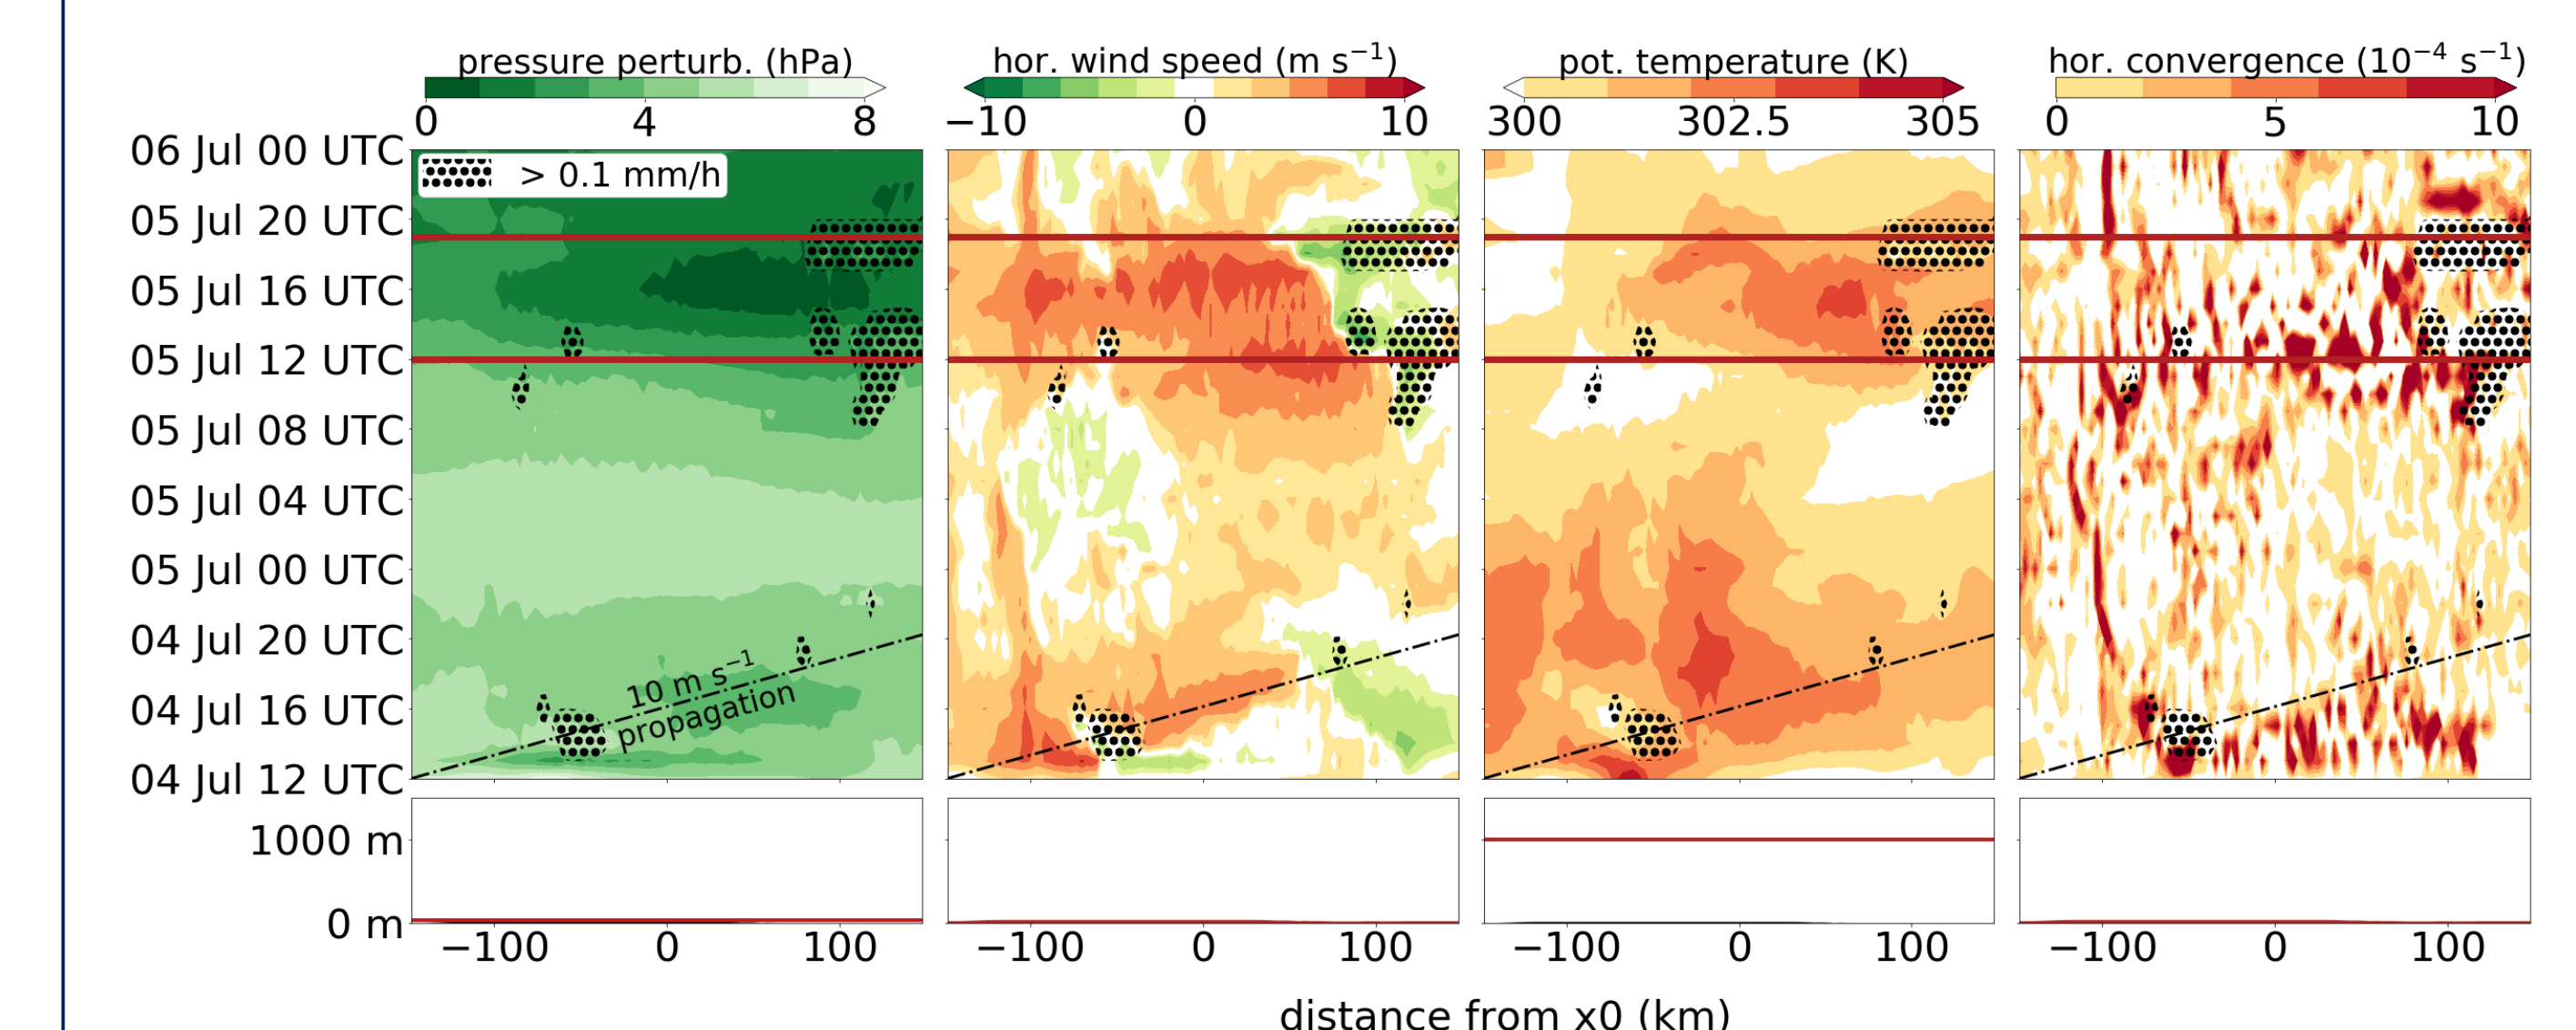 pressure perturb. (hPa)
hor. wind speed (m s⁻¹)
pot. temperature (K)
hor. convergence (10⁻⁴ s⁻¹)
0 4 8
−10 0 10
300 302.5 305
0 5 10
06 Jul 00 UTC
> 0.1 mm/h
05 Jul 20 UTC
05 Jul 16 UTC
05 Jul 12 UTC
05 Jul 08 UTC
05 Jul 04 UTC
05 Jul 00 UTC
04 Jul 20 UTC
10 m s⁻¹
propagation
04 Jul 16 UTC
04 Jul 12 UTC
1000 m
0 m
−100 0 100
−100 0 100
−100 0 100
−100 0 100
distance from x0 (km)